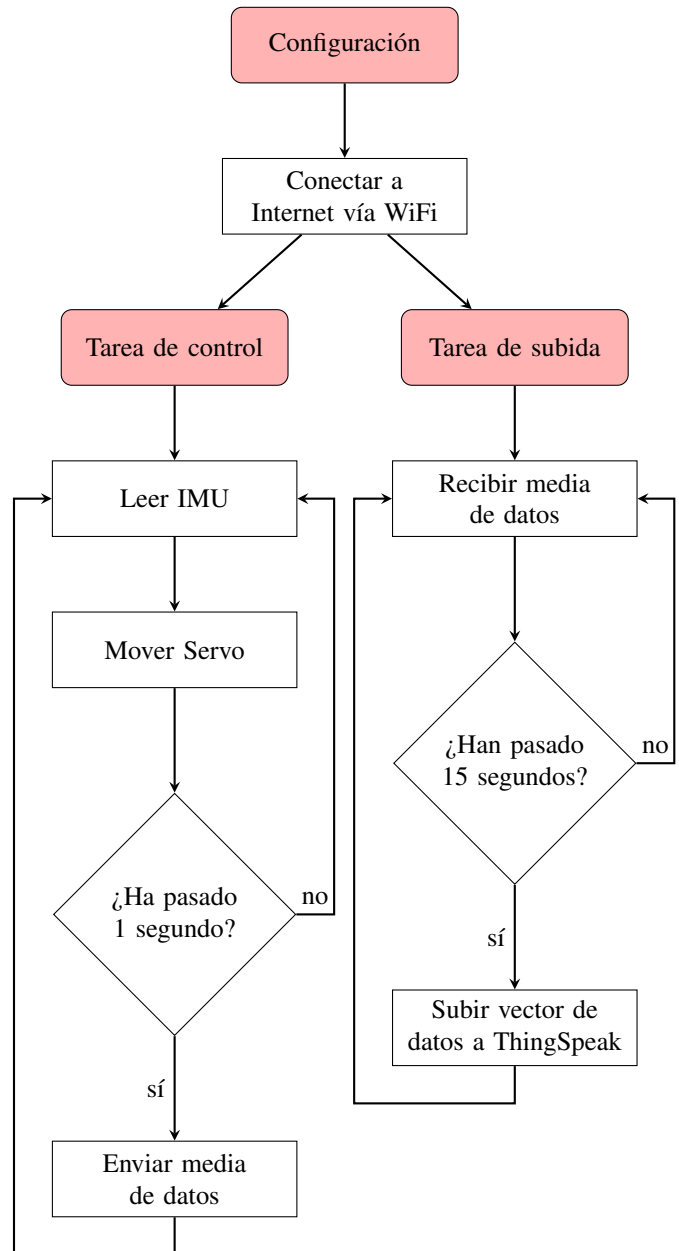 Configuración
Conectar a
Internet vía WiFi
Tarea de control
Tarea de subida
Leer IMU
Recibir media
de datos
Mover Servo
¿Han pasado
15 segundos?
no
¿Ha pasado
1 segundo?
no
sí
Subir vector de
datos a ThingSpeak
sí
Enviar media
de datos